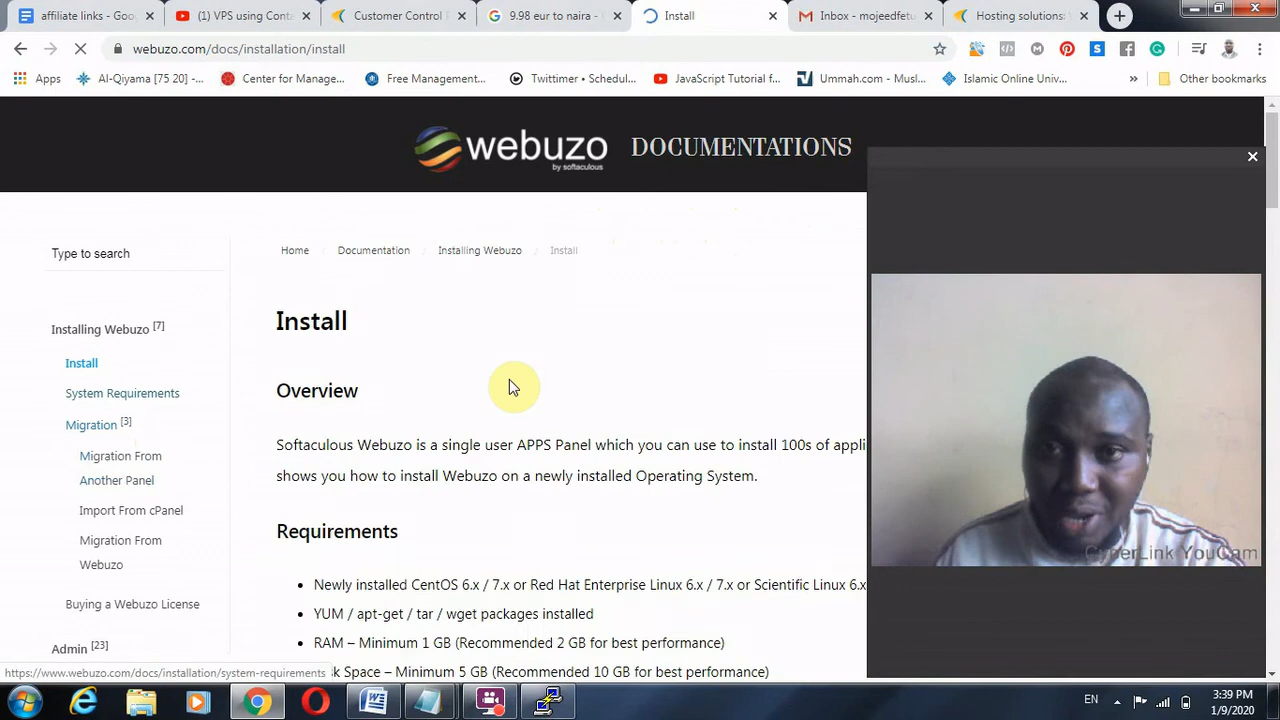 affiliate links - Goo
(1) VPS using Conta
Customer Control P
9.98 eur to naira -
Install
Inbox - mojeedfetu
Hosting solutions:
webuzo.com/docs/installation/install
Apps
Al-Qiyama [75 20] -...
Center for Manage...
Free Management...
Twittimer • Schedul...
JavaScript Tutorial f...
Ummah.com - Musl...
Islamic Online Univ...
»
Other bookmarks
webuzo
by softaculous
DOCUMENTATIONS
Type to search
Home / Documentation / Installing Webuzo / Install
Installing Webuzo [7]
Install
System Requirements
Migration [3]
Migration From
Another Panel
Import From cPanel
Migration From
Webuzo
Buying a Webuzo License
Admin [23]
Install
Overview
Softaculous Webuzo is a single user APPS Panel which you can use to install 100s of appli
shows you how to install Webuzo on a newly installed Operating System.
Requirements
• Newly installed CentOS 6.x / 7.x or Red Hat Enterprise Linux 6.x / 7.x or Scientific Linux 6.x
• YUM / apt-get / tar / wget packages installed
• RAM – Minimum 1 GB (Recommended 2 GB for best performance)
sk Space – Minimum 5 GB (Recommended 10 GB for best performance)
https://www.webuzo.com/docs/installation/system-requirements
CyberLink YouCam
EN
3:39 PM
1/9/2020